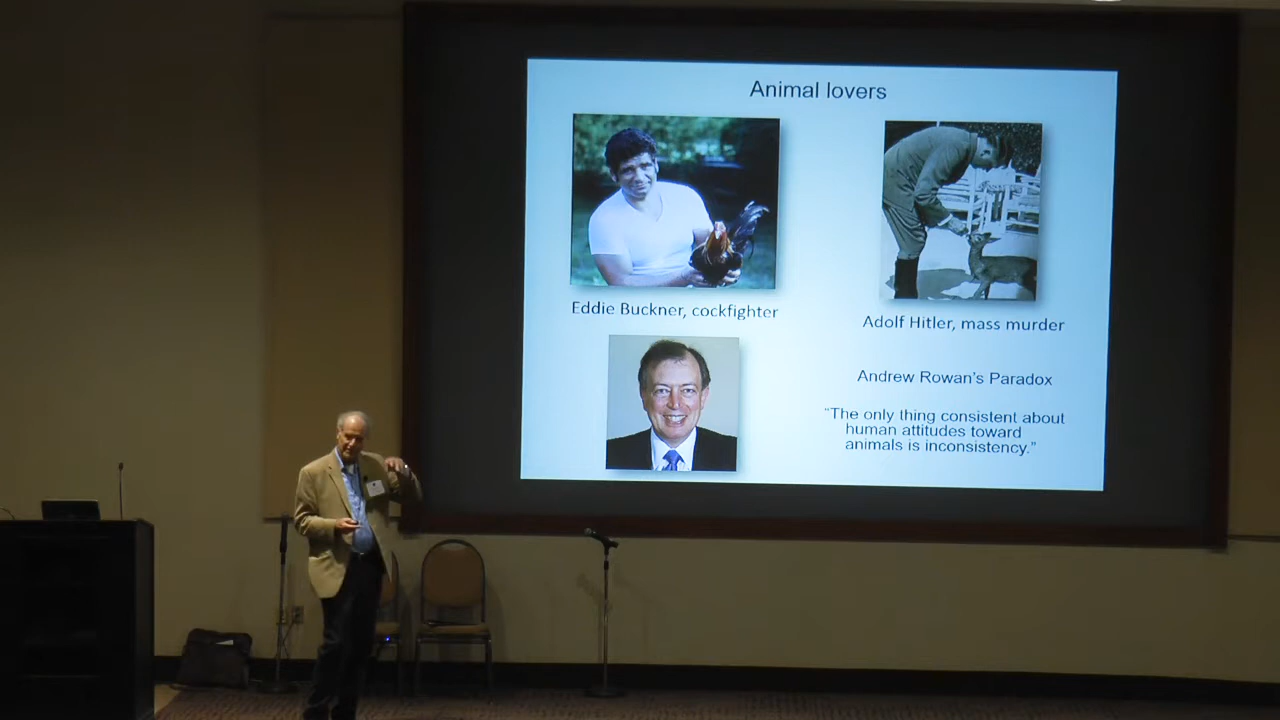 Animal lovers
Eddie Buckner, cockfighter
Adolf Hitler, mass murder
Andrew Rowan's Paradox
“The only thing consistent about
human attitudes toward
animals is inconsistency.”